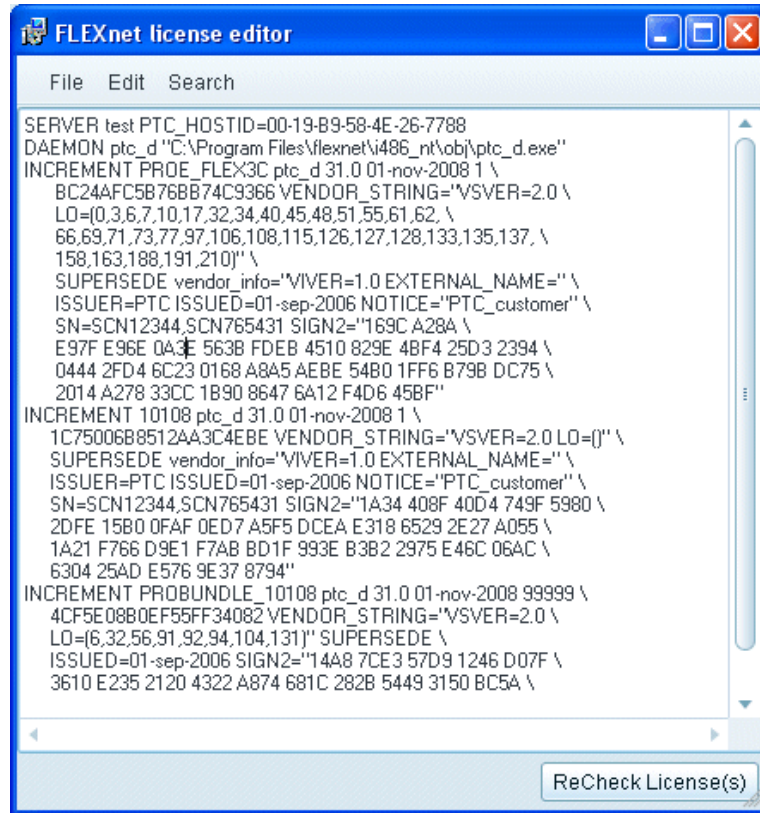 FLEXnet license editor
File Edit Search
SERVER test PTC_HOSTID=00-19-B9-58-4E-26-7788
DAEMON ptc_d "C:\Program Files\flexnet\i486_nt\obj\ptc_d.exe"
INCREMENT PROE_FLEX3C ptc_d 31.0 01-nov-2008 1 \
BC24AFC5B76BB74C9366 VENDOR_STRING="VSVER=2.0 \
LO=(0,3,6,7,10,17,32,34,40,45,48,51,55,61,62, \
66,69,71,73,77,97,106,108,115,126,127,128,133,135,137, \
158,163,188,191,210)" \
SUPERSEDE vendor_info="VIVER=1.0 EXTERNAL_NAME=" \
ISSUER=PTC ISSUED=01-sep-2006 NOTICE="PTC_customer" \
SN=SCN12344,SCN765431 SIGN2="169C A28A \
E97F E96E 0A3E 563B FDEB 4510 829E 4BF4 25D3 2394 \
0444 2FD4 6C23 0168 A8A5 AEBE 54B0 1FF6 B79B DC75 \
2014 A278 33CC 1B90 8647 6A12 F4D6 45BF"
INCREMENT 10108 ptc_d 31.0 01-nov-2008 1 \
1C75006B8512AA3C4EBE VENDOR_STRING="VSVER=2.0 LO=()" \
SUPERSEDE vendor_info="VIVER=1.0 EXTERNAL_NAME=" \
ISSUER=PTC ISSUED=01-sep-2006 NOTICE="PTC_customer" \
SN=SCN12344,SCN765431 SIGN2="1A34 408F 40D4 749F 5980 \
2DFE 15B0 0FAF 0ED7 A5F5 DCEA E318 6529 2E27 A055 \
1A21 F766 D9E1 F7AB BD1F 993E B3B2 2975 E46C 06AC \
6304 25AD E576 9E37 8794"
INCREMENT PROBUNDLE_10108 ptc_d 31.0 01-nov-2008 99999 \
4CF5E08B0EF55FF34082 VENDOR_STRING="VSVER=2.0 \
LO=(6,32,56,91,92,94,104,131)" SUPERSEDE \
ISSUED=01-sep-2006 SIGN2="14A8 7CE3 57D9 1246 D07F \
3610 E235 2120 4322 A874 681C 282B 5449 3150 BC5A \
ReCheck License(s)